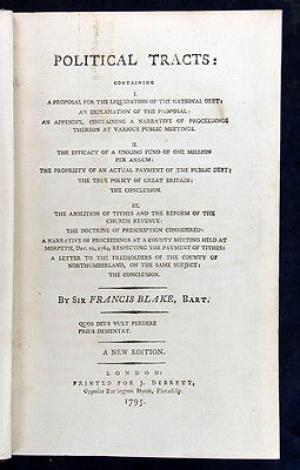 POLITICAL TRACTS:
CONTAINING
I.
A PROPOSAL FOR THE LIQUIDATION OF THE NATIONAL DEBT;
AN EXPLANATION OF THE PROPOSAL:
AN APPENDIX, CONTAINING A NARRATIVE OF PROCEEDINGS
THEREON AT VARIOUS PUBLIC MEETINGS.
II.
THE EFFICACY OF A SINKING FUND OF ONE MILLION
PER ANNUM:
THE PROPRIETY OF AN ACTUAL PAYMENT OF THE PUBLIC DEBT;
THE TRUE POLICY OF GREAT BRITAIN;
THE CONCLUSION.
III.
THE ABOLITION OF TITHES AND THE REFORM OF THE
CHURCH REVENUE:
THE DOCTRINE OF PRESCRIPTION CONSIDERED:
A NARRATIVE OF PROCEEDINGS AT A COUNTY MEETING HELD AT
MORPETH, DEC. 21, 1784, RESPECTING THE PAYMENT OF TITHES:
A LETTER TO THE FREEHOLDERS OF THE COUNTY OF
NORTHUMBERLAND, ON THE SAME SUBJECT;
THE CONCLUSION.
BY SIR FRANCIS BLAKE, BART.
QUOS DEUS VULT PERDERE
PRIUS DEMENTAT.
A NEW EDITION.
LONDON:
PRINTED FOR J. DEBRETT,
Opposite Burlington House, Piccadilly.
1795.